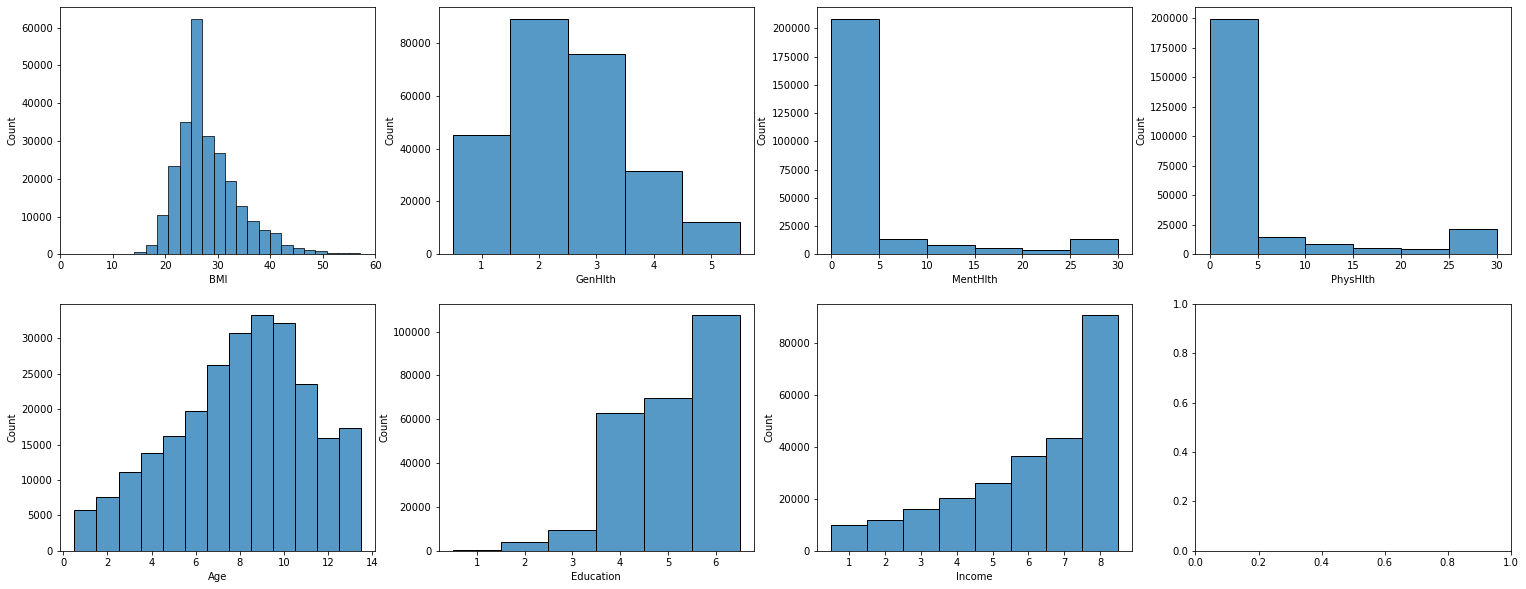 60000
50000
40000
30000
20000
10000
0
Count
0 10 20 30 40 50 60
BMI
80000
60000
40000
20000
0
Count
1 2 3 4 5
GenHlth
200000
175000
150000
125000
100000
75000
50000
25000
0
Count
0 5 10 15 20 25 30
MentHlth
200000
175000
150000
125000
100000
75000
50000
25000
0
Count
0 5 10 15 20 25 30
PhysHlth
30000
25000
20000
15000
10000
5000
0
Count
0 2 4 6 8 10 12 14
Age
100000
80000
60000
40000
20000
0
Count
1 2 3 4 5 6
Education
80000
60000
40000
20000
0
Count
1 2 3 4 5 6 7 8
Income
1.0
0.8
0.6
0.4
0.2
0.0
0.0 0.2 0.4 0.6 0.8 1.0